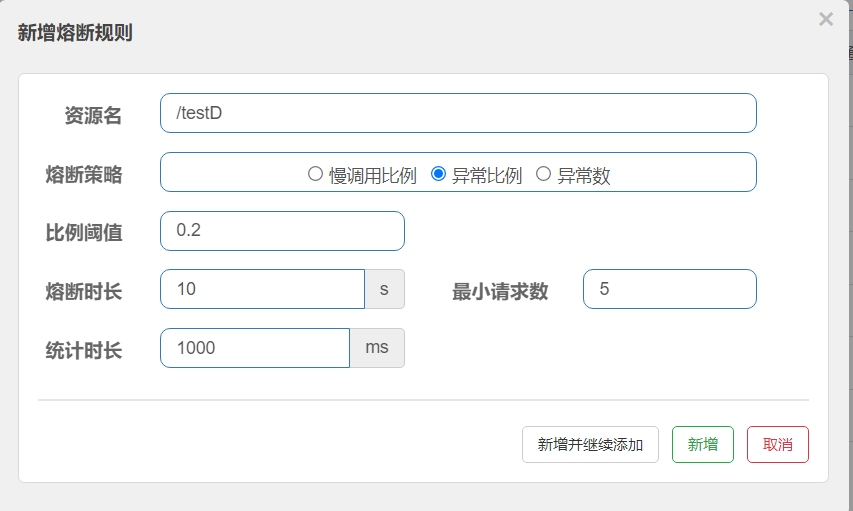 新增熔断规则 ×
资源名 /testD
熔断策略 慢调用比例 异常比例 异常数
比例阈值 0.2
熔断时长 10 s 最小请求数 5
统计时长 1000 ms
新增并继续添加 新增 取消